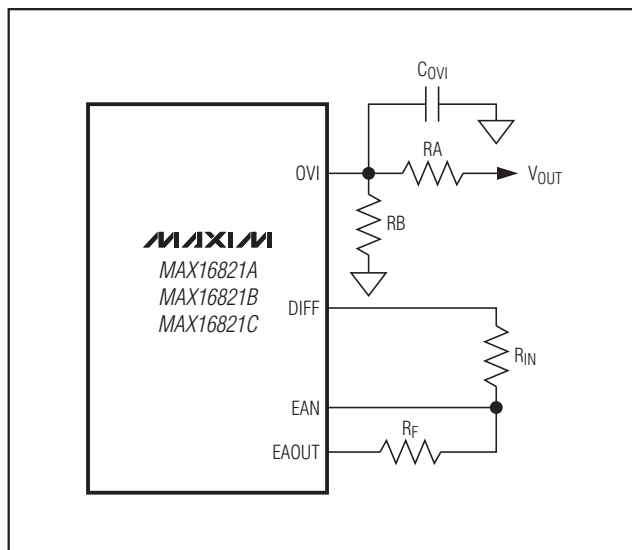 COVI
OVI
RA
VOUT
RB
MAXIM
MAX16821A
MAX16821B
MAX16821C
DIFF
RIN
EAN
EAOUT
RF